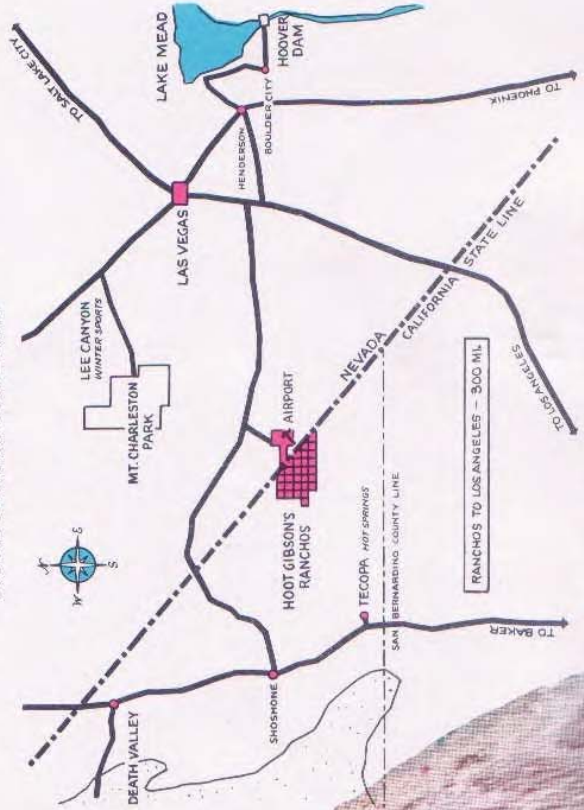 TO SALT LAKE CITY
LAKE MEAD
HOOVER
DAM
BOULDER CITY
HENDERSON
TO PHOENIX
LAS VEGAS
LEE CANYON
WINTER SPORTS
MT. CHARLESTON
PARK
N
E
S
W
AIRPORT
NEVADA
CALIFORNIA STATE LINE
HOOT GIBSON'S
RANCHOS
TO LOS ANGELES
RANCHOS TO LOS ANGELES - 300 MI.
TECOPA HOT SPRINGS
SAN BERNARDINO COUNTY LINE
SHOSHONE
DEATH VALLEY
TO BAKER